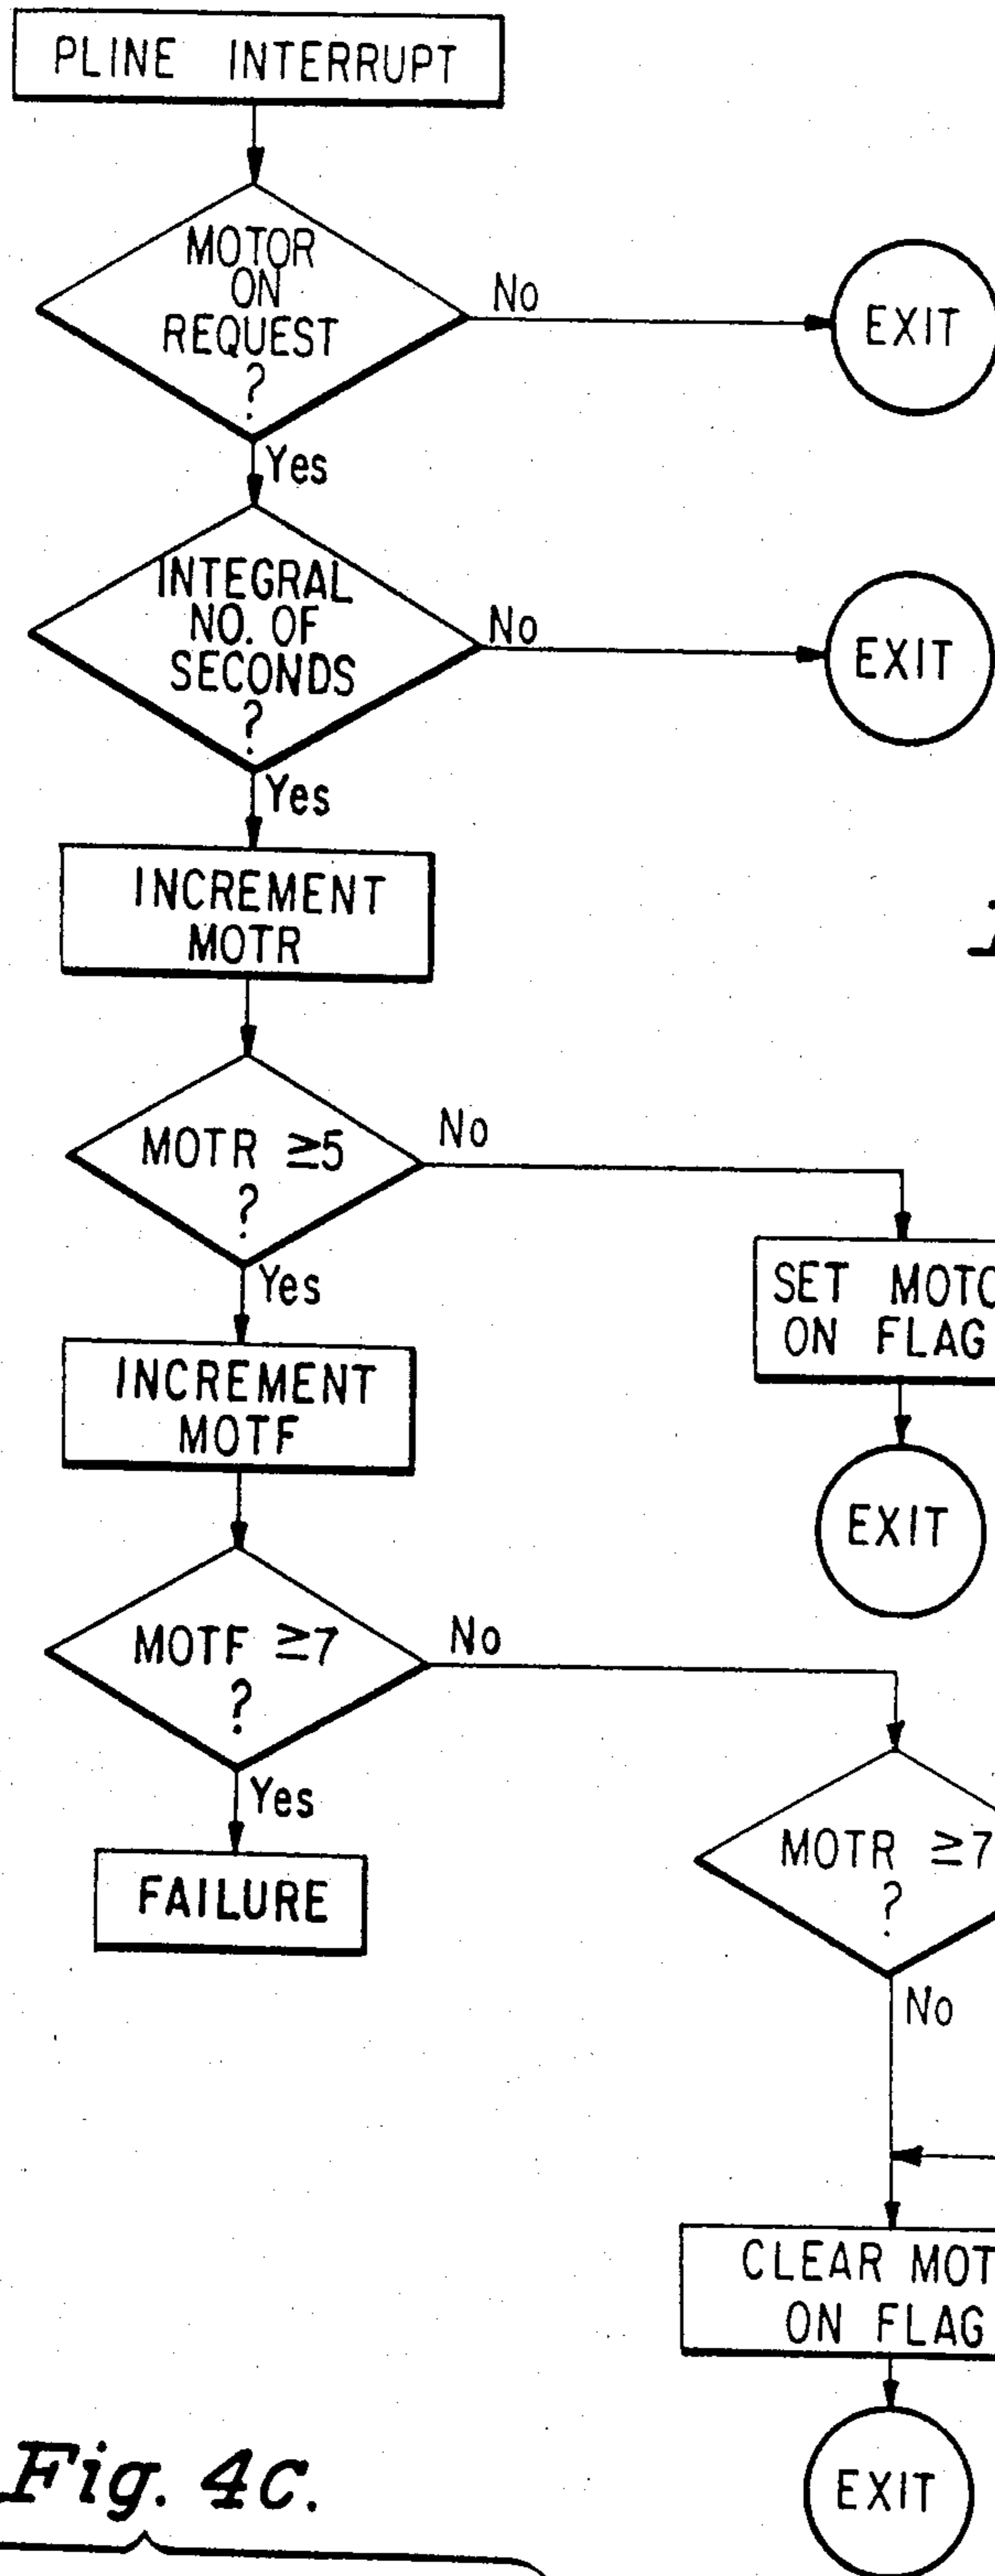 PLINE INTERRUPT
MOTOR
ON
REQUEST
?
No
EXIT
Yes
INTEGRAL
NO. OF
SECONDS
?
No
EXIT
Yes
INCREMENT
MOTR
MOTR ≥5
?
No
Yes
SET
ON FLAG
EXIT
INCREMENT
MOTF
MOTF ≥7
?
No
Yes
FAILURE
MOTR ≥7
?
No
CLEAR
ON FLAG
EXIT
Fig. 4c.